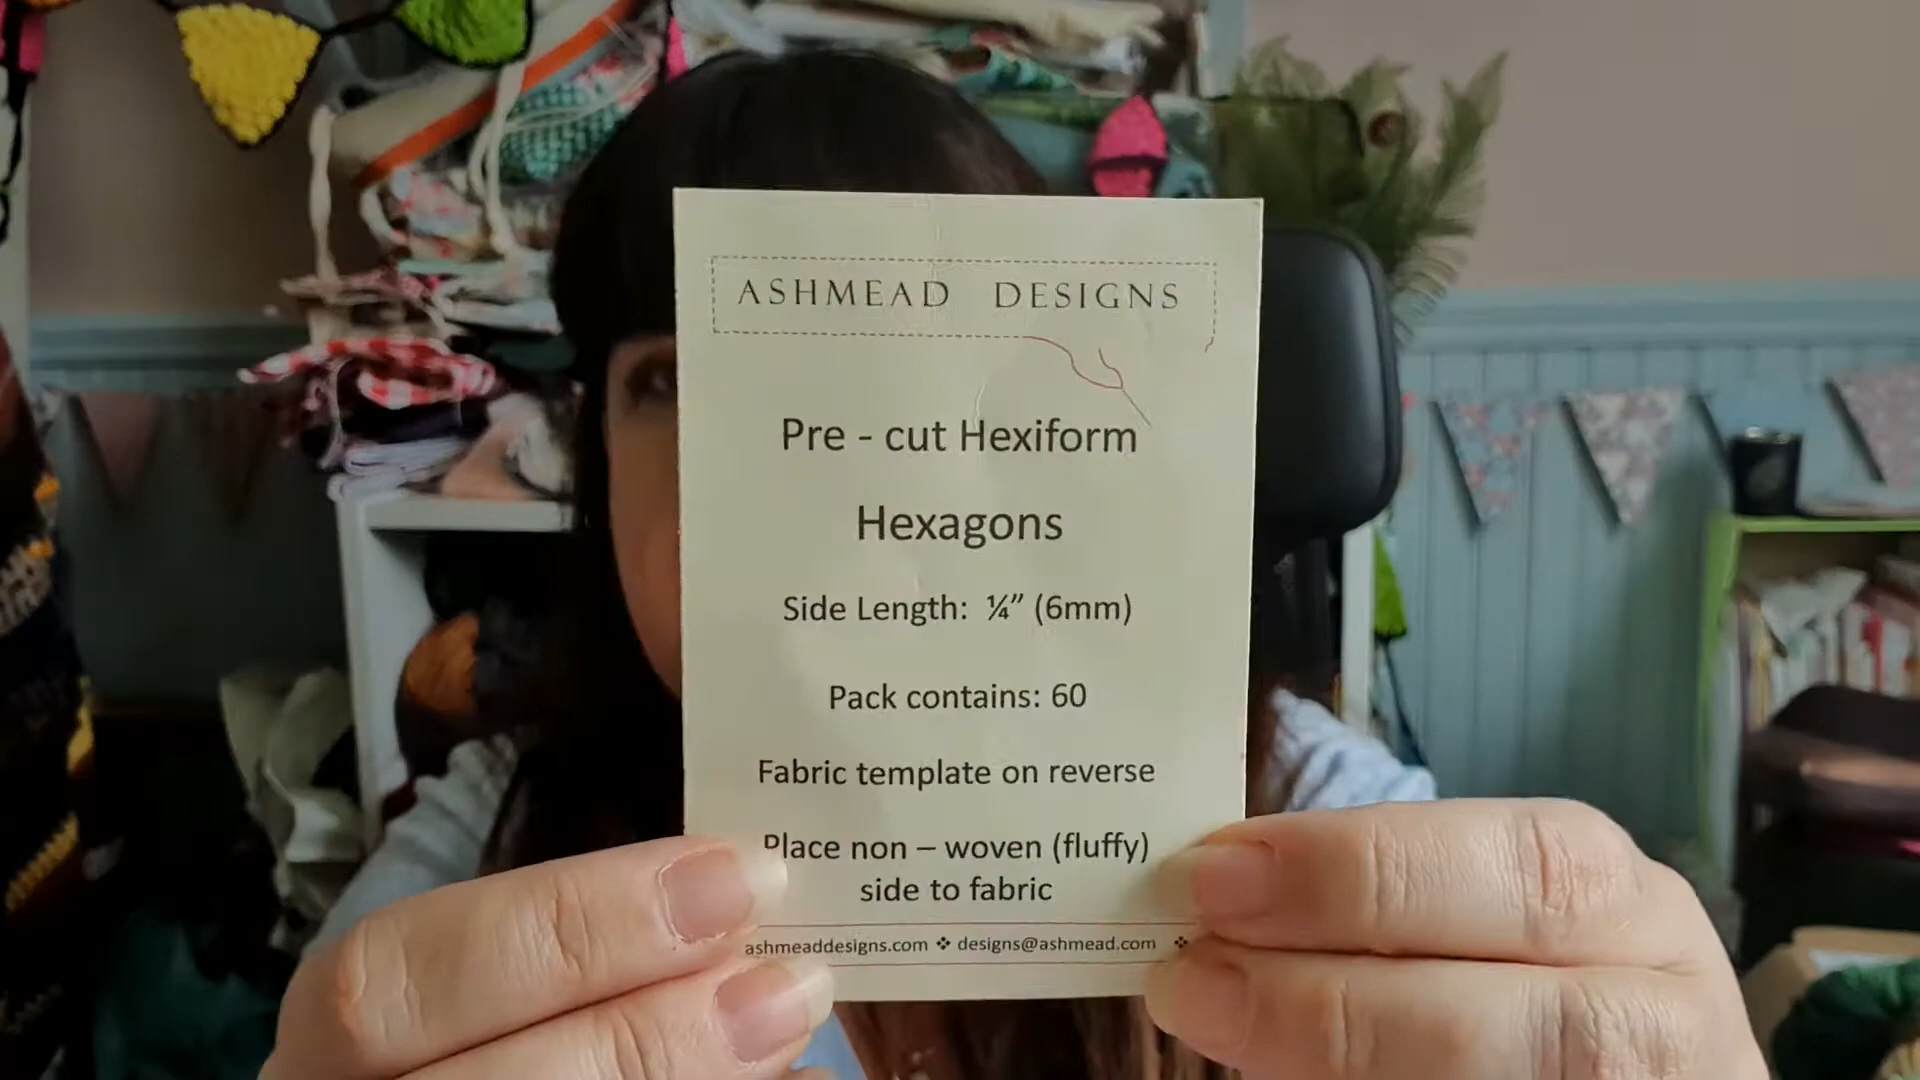 ASHMEAD DESIGNS
Pre - cut Hexiform
Hexagons
Side Length: ¼” (6mm)
Pack contains: 60
Fabric template on reverse
Place non – woven (fluffy)
side to fabric
ashmeaddesigns.com ❖ designs@ashmead.com ❖